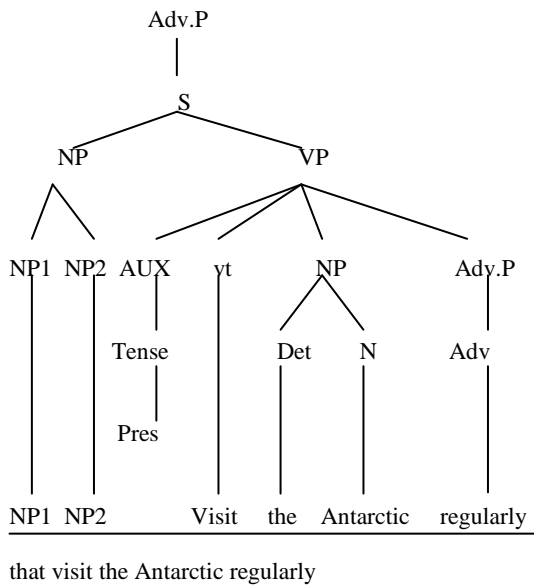 Adv.P
S
NP VP
NP1 NP2 AUX vt NP Adv.P
Tense Det N Adv
Pres
NP1 NP2 Visit the Antarctic regularly
that visit the Antarctic regularly